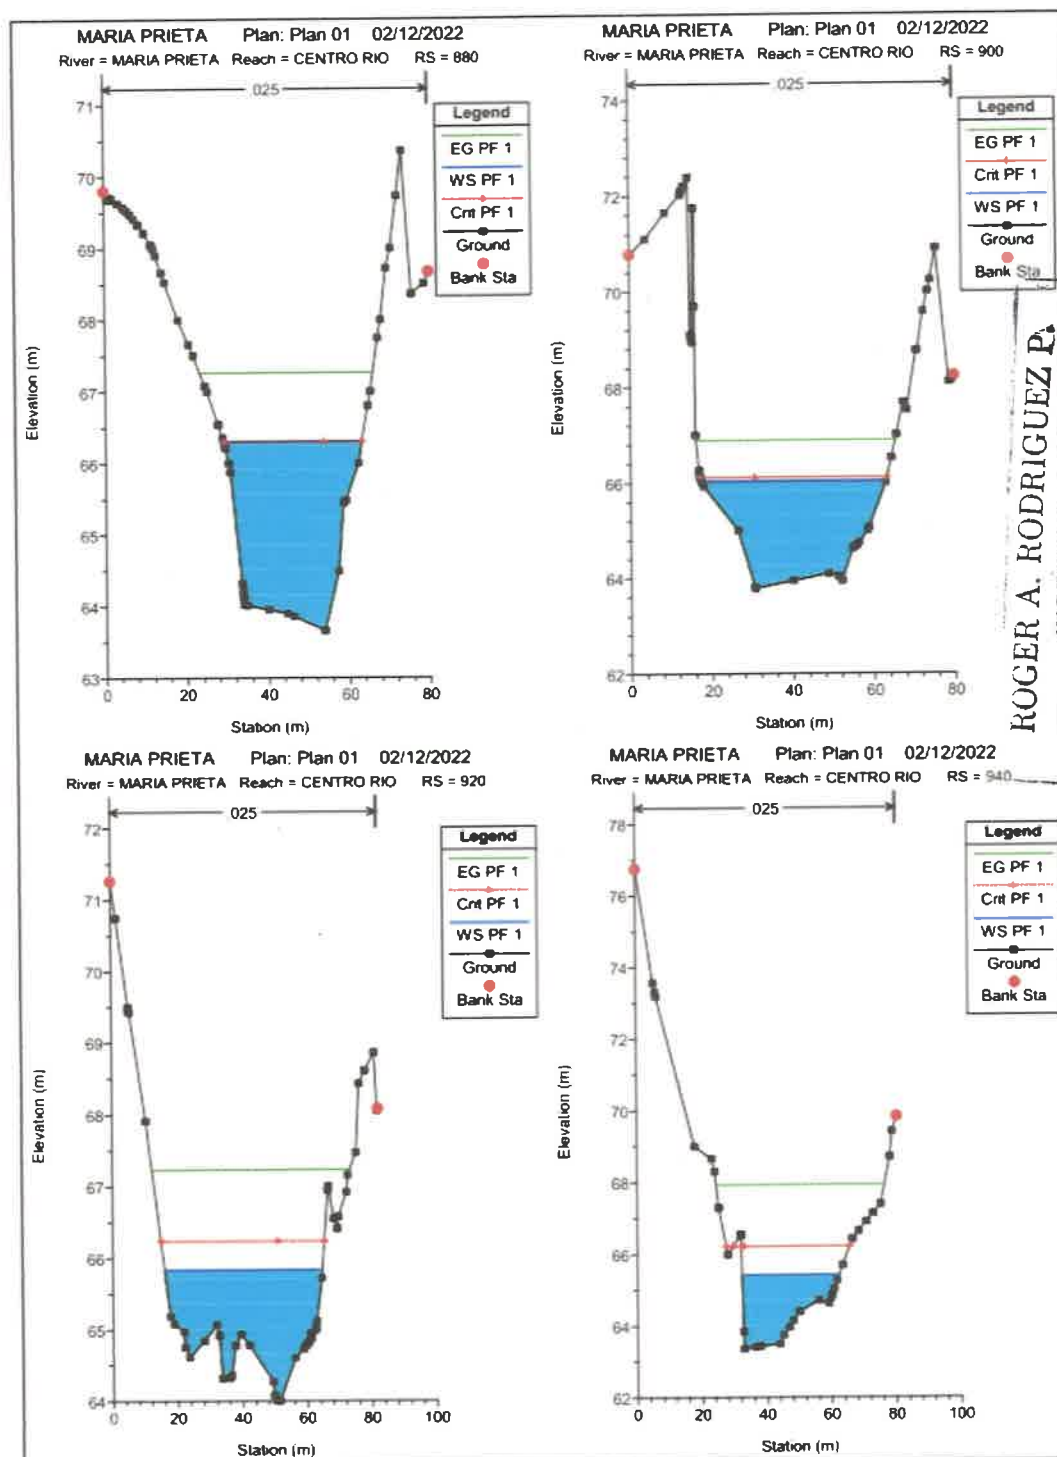 MARIA PRIETA Plan: Plan 01 02/12/2022
River = MARIA PRIETA Reach = CENTRO RIO RS = 880
.025
Legend
EG PF 1
WS PF 1
Crit PF 1
Ground
Bank Sta
71
70
69
68
67
66
65
64
63
0 20 40 60 80
Elevation (m)
Station (m)
MARIA PRIETA Plan: Plan 01 02/12/2022
River = MARIA PRIETA Reach = CENTRO RIO RS = 900
.025
Legend
EG PF 1
Crit PF 1
WS PF 1
Ground
Bank Sta
74
72
70
68
66
64
62
0 20 40 60 80
Elevation (m)
Station (m)
ROGER A. RODRIGUEZ P.
MARIA PRIETA Plan: Plan 01 02/12/2022
River = MARIA PRIETA Reach = CENTRO RIO RS = 920
.025
Legend
EG PF 1
Crit PF 1
WS PF 1
Ground
Bank Sta
72
71
70
69
68
67
66
65
64
0 20 40 60 80 100
Elevation (m)
Station (m)
MARIA PRIETA Plan: Plan 01 02/12/2022
River = MARIA PRIETA Reach = CENTRO RIO RS = 940
.025
Legend
EG PF 1
Crit PF 1
WS PF 1
Ground
Bank Sta
78
76
74
72
70
68
66
64
62
0 20 40 60 80 100
Elevation (m)
Station (m)